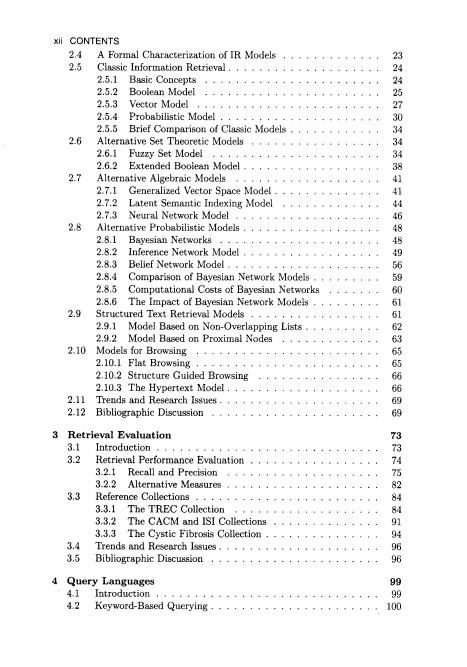 xii CONTENTS
2.4 A Formal Characterization of IR Models . . . . . . . . . . . . . 23
2.5 Classic Information Retrieval . . . . . . . . . . . . . . . . . . . . 24
2.5.1 Basic Concepts . . . . . . . . . . . . . . . . . . . . . . . 24
2.5.2 Boolean Model . . . . . . . . . . . . . . . . . . . . . . . 25
2.5.3 Vector Model . . . . . . . . . . . . . . . . . . . . . . . . 27
2.5.4 Probabilistic Model . . . . . . . . . . . . . . . . . . . . . 30
2.5.5 Brief Comparison of Classic Models . . . . . . . . . . . . 34
2.6 Alternative Set Theoretic Models . . . . . . . . . . . . . . . . . 34
2.6.1 Fuzzy Set Model . . . . . . . . . . . . . . . . . . . . . . 34
2.6.2 Extended Boolean Model . . . . . . . . . . . . . . . . . . 38
2.7 Alternative Algebraic Models . . . . . . . . . . . . . . . . . . . 41
2.7.1 Generalized Vector Space Model . . . . . . . . . . . . . . 41
2.7.2 Latent Semantic Indexing Model . . . . . . . . . . . . . 44
2.7.3 Neural Network Model . . . . . . . . . . . . . . . . . . . 46
2.8 Alternative Probabilistic Models . . . . . . . . . . . . . . . . . . 48
2.8.1 Bayesian Networks . . . . . . . . . . . . . . . . . . . . . 48
2.8.2 Inference Network Model . . . . . . . . . . . . . . . . . . 49
2.8.3 Belief Network Model . . . . . . . . . . . . . . . . . . . . 56
2.8.4 Comparison of Bayesian Network Models . . . . . . . . . 59
2.8.5 Computational Costs of Bayesian Networks . . . . . . . 60
2.8.6 The Impact of Bayesian Network Models . . . . . . . . . 61
2.9 Structured Text Retrieval Models . . . . . . . . . . . . . . . . . 61
2.9.1 Model Based on Non-Overlapping Lists . . . . . . . . . . 62
2.9.2 Model Based on Proximal Nodes . . . . . . . . . . . . . 63
2.10 Models for Browsing . . . . . . . . . . . . . . . . . . . . . . . . 65
2.10.1 Flat Browsing . . . . . . . . . . . . . . . . . . . . . . . . 65
2.10.2 Structure Guided Browsing . . . . . . . . . . . . . . . . 66
2.10.3 The Hypertext Model . . . . . . . . . . . . . . . . . . . . 66
2.11 Trends and Research Issues . . . . . . . . . . . . . . . . . . . . . 69
2.12 Bibliographic Discussion . . . . . . . . . . . . . . . . . . . . . . 69
3 Retrieval Evaluation 73
3.1 Introduction . . . . . . . . . . . . . . . . . . . . . . . . . . . . . 73
3.2 Retrieval Performance Evaluation . . . . . . . . . . . . . . . . . 74
3.2.1 Recall and Precision . . . . . . . . . . . . . . . . . . . . 75
3.2.2 Alternative Measures . . . . . . . . . . . . . . . . . . . . 82
3.3 Reference Collections . . . . . . . . . . . . . . . . . . . . . . . . 84
3.3.1 The TREC Collection . . . . . . . . . . . . . . . . . . . 84
3.3.2 The CACM and ISI Collections . . . . . . . . . . . . . . 91
3.3.3 The Cystic Fibrosis Collection . . . . . . . . . . . . . . . 94
3.4 Trends and Research Issues . . . . . . . . . . . . . . . . . . . . . 96
3.5 Bibliographic Discussion . . . . . . . . . . . . . . . . . . . . . . 96
4 Query Languages 99
4.1 Introduction . . . . . . . . . . . . . . . . . . . . . . . . . . . . . 99
4.2 Keyword-Based Querying . . . . . . . . . . . . . . . . . . . . . . 100